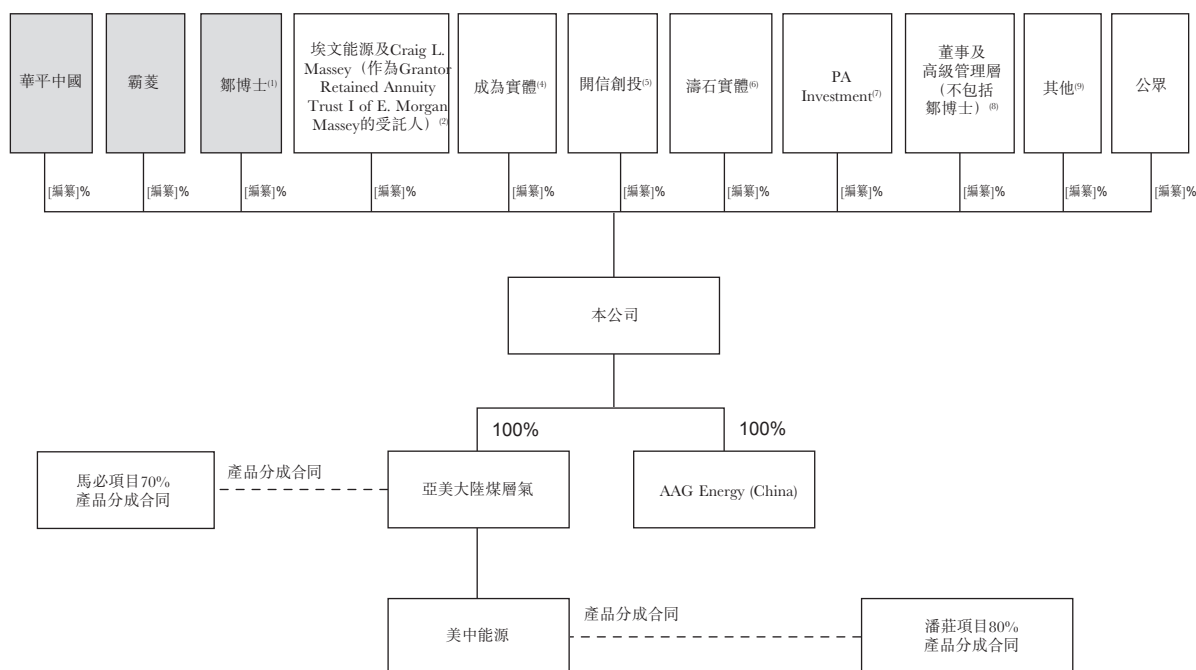 華平中國
霸菱
鄒博士(1)
埃文能源及Craig L.
Massey（作為Grantor
Retained Annuity
Trust I of E. Morgan
Massey的受託人）(2)
成為實體(4)
開信創投(5)
濤石實體(6)
PA
Investment(7)
董事及
高級管理層
（不包括
鄒博士）(8)
其他(9)
公眾
[編纂]%
[編纂]%
[編纂]%
[編纂]%
[編纂]%
[編纂]%
[編纂]%
[編纂]%
[編纂]%
[編纂]%
[編纂]%
本公司
100%
100%
馬必項目70%
產品分成合同
產品分成合同
亞美大陸煤層氣
AAG Energy (China)
美中能源
產品分成合同
潘莊項目80%
產品分成合同